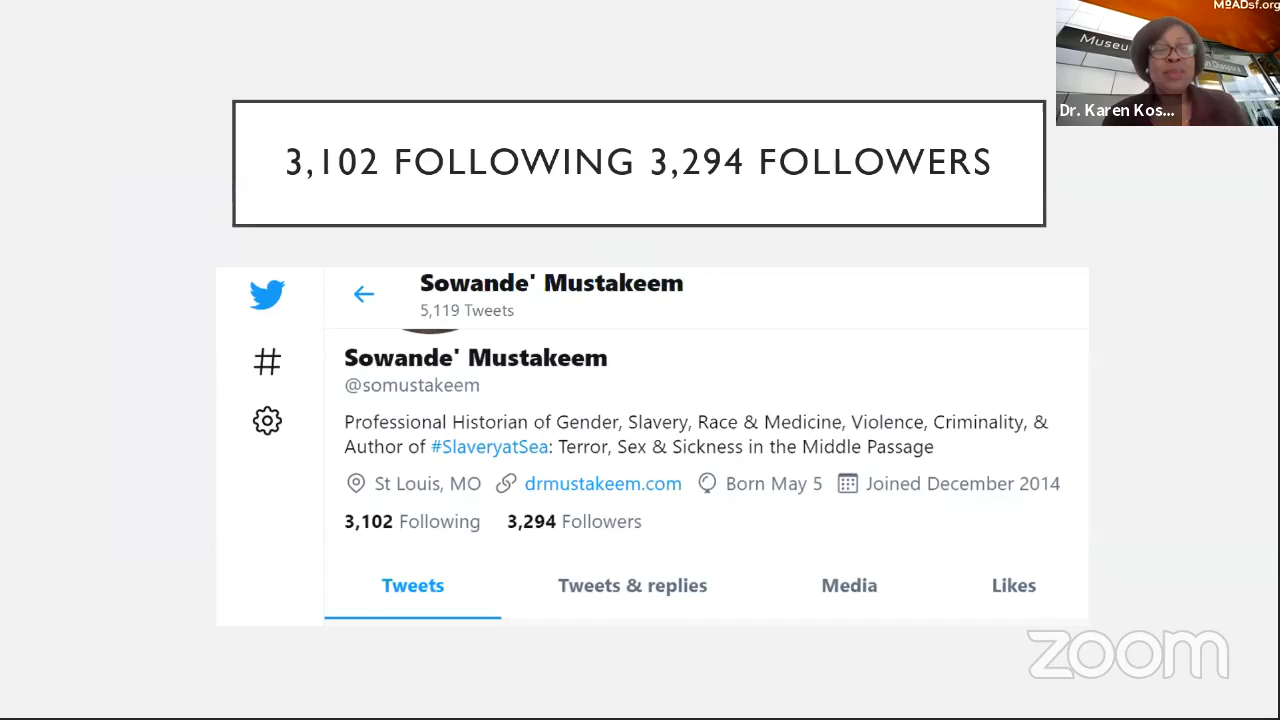 MoADsf.org
Museu
n Diaspora
Dr. Karen Kos...
3,102 FOLLOWING 3,294 FOLLOWERS
Sowande' Mustakeem
5,119 Tweets
Sowande' Mustakeem
@somustakeem
Professional Historian of Gender, Slavery, Race & Medicine, Violence, Criminality, &
Author of #SlaveryatSea: Terror, Sex & Sickness in the Middle Passage
St Louis, MO drmustakeem.com Born May 5 Joined December 2014
3,102 Following 3,294 Followers
Tweets Tweets & replies Media Likes
zoom